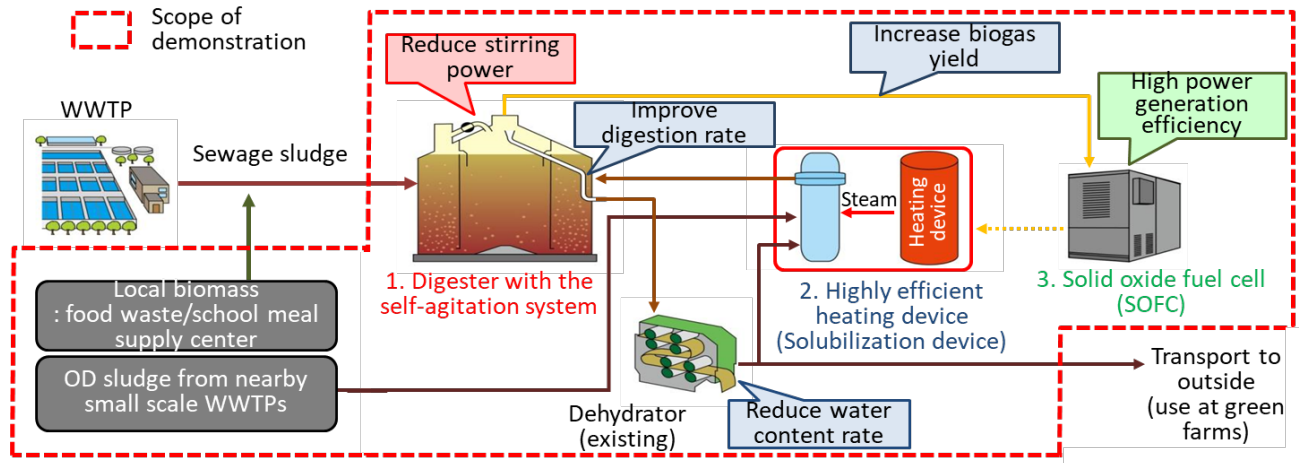 Scope of
demonstration
WWTP
Sewage sludge
Reduce stirring
power
Improve
digestion rate
Increase biogas
yield
High power
generation
efficiency
Steam
Heating
device
1. Digester with the
self-agitation system
2. Highly efficient
heating device
(Solubilization device)
3. Solid oxide fuel cell
(SOFC)
Local biomass
: food waste/school meal
supply center
OD sludge from nearby
small scale WWTPs
Dehydrator
(existing)
Reduce water
content rate
Transport to
outside
(use at green
farms)